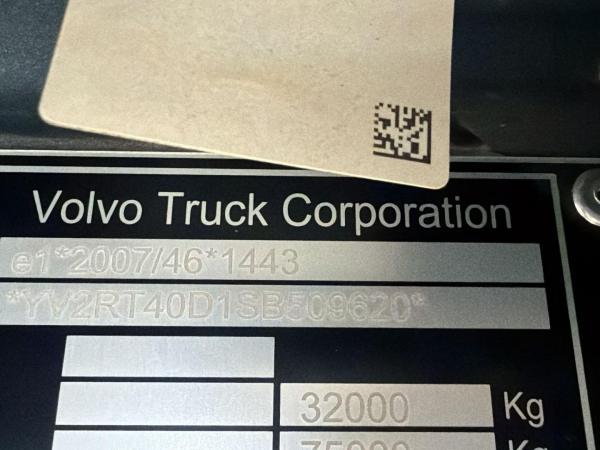 Volvo Truck Corporation
e1*2007/46*1443
*YV2RT40D1SB509620*
32000 Kg